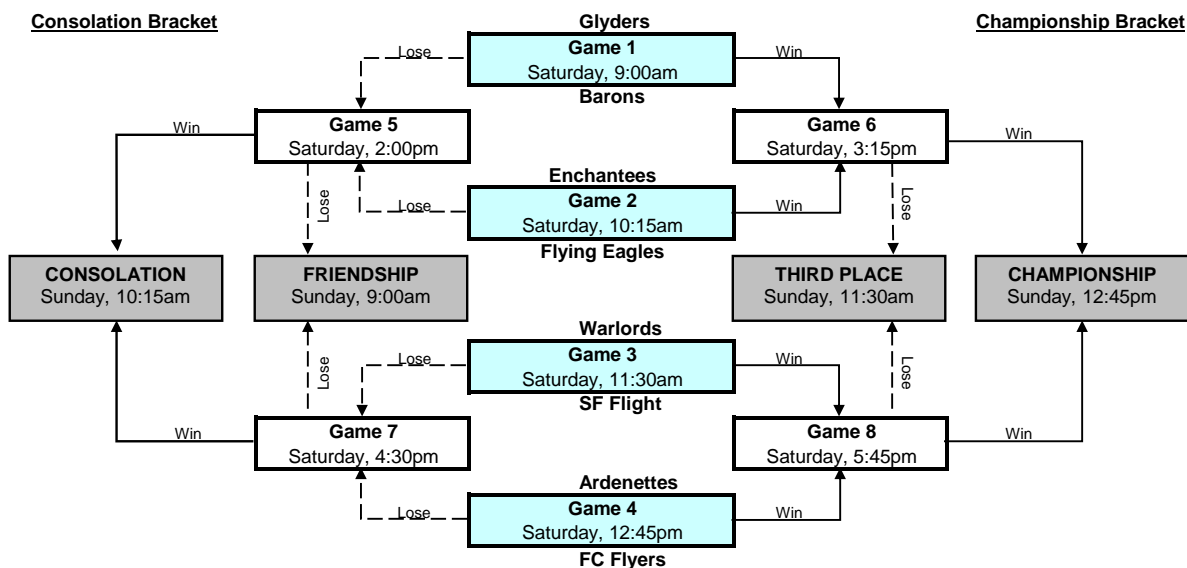 Consolation Bracket
Glyders
Championship Bracket
Lose
Game 1
Saturday, 9:00am
Win
Barons
Win
Game 5
Saturday, 2:00pm
Game 6
Saturday, 3:15pm
Win
Enchantees
Lose
Lose
Game 2
Saturday, 10:15am
Win
Lose
Flying Eagles
CONSOLATION
Sunday, 10:15am
FRIENDSHIP
Sunday, 9:00am
THIRD PLACE
Sunday, 11:30am
CHAMPIONSHIP
Sunday, 12:45pm
Warlords
Lose
Lose
Game 3
Saturday, 11:30am
Win
Lose
SF Flight
Win
Game 7
Saturday, 4:30pm
Game 8
Saturday, 5:45pm
Win
Ardenettes
Lose
Game 4
Saturday, 12:45pm
Win
FC Flyers